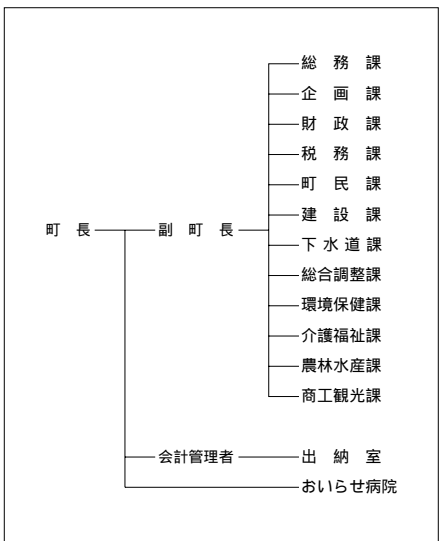 総務課
企画課
財政課
税務課
町民課
建設課
町長 副町長
下水道課
総合調整課
環境保健課
介護福祉課
農林水産課
商工観光課
会計管理者 出納室
おいらせ病院